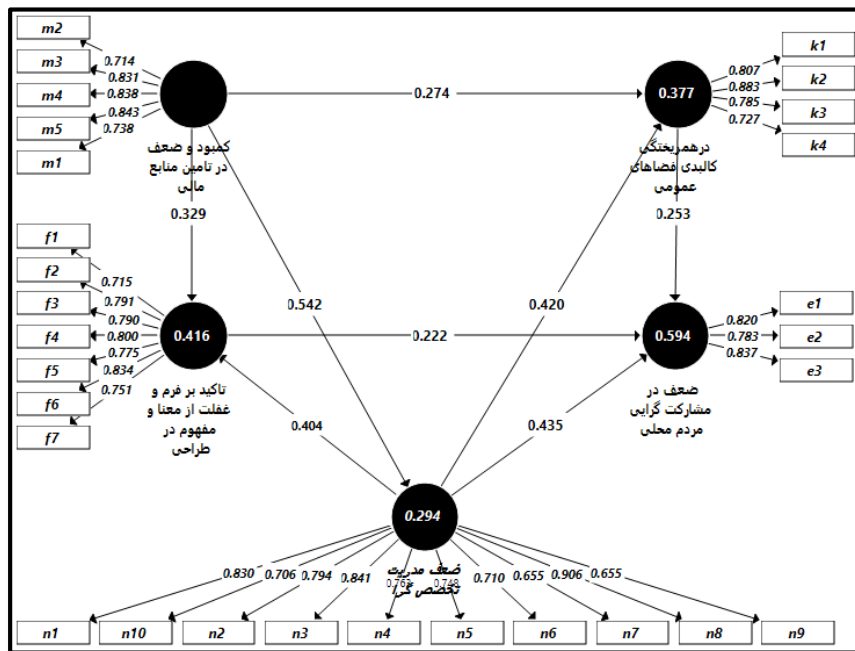 m2
m3
m4
m5
m1
0.714
0.831
0.838
0.843
0.738
کمبود و ضعف
در تامین منابع
مالی
0.274
0.377
0.807
0.883
0.785
0.727
k1
k2
k3
k4
درهمریختگی
کالبدی فضاهای
عمومی
0.329
0.253
0.542
0.420
f1
f2
f3
f4
f5
f6
f7
0.715
0.791
0.790
0.800
0.775
0.834
0.751
0.416
تاکید بر فرم و
غفلت از معنا و
مفهوم در
طراحی
0.222
0.594
0.820
0.783
0.837
e1
e2
e3
ضعف در
مشارکت گرایی
مردم محلی
0.404
0.435
0.294
ضعف مدریت
تخصص گرا
0.830
0.706
0.794
0.841
0.763
0.748
0.710
0.655
0.906
0.655
n1
n10
n2
n3
n4
n5
n6
n7
n8
n9